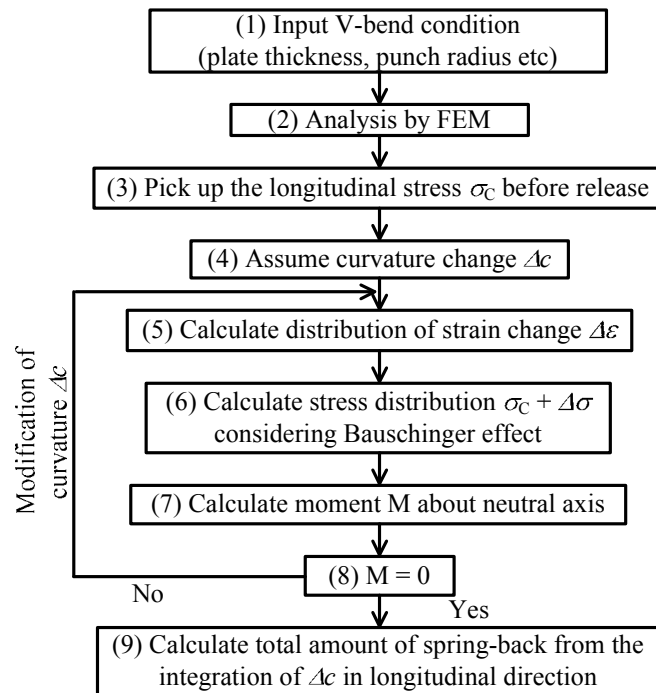 (1) Input V-bend condition
(plate thickness, punch radius etc)
(2) Analysis by FEM
(3) Pick up the longitudinal stress σC before release
(4) Assume curvature change Δc
(5) Calculate distribution of strain change Δε
(6) Calculate stress distribution σC + Δσ
considering Bauschinger effect
(7) Calculate moment M about neutral axis
(8) M = 0
No
Yes
Modification of
curvature Δc
(9) Calculate total amount of spring-back from the
integration of Δc in longitudinal direction